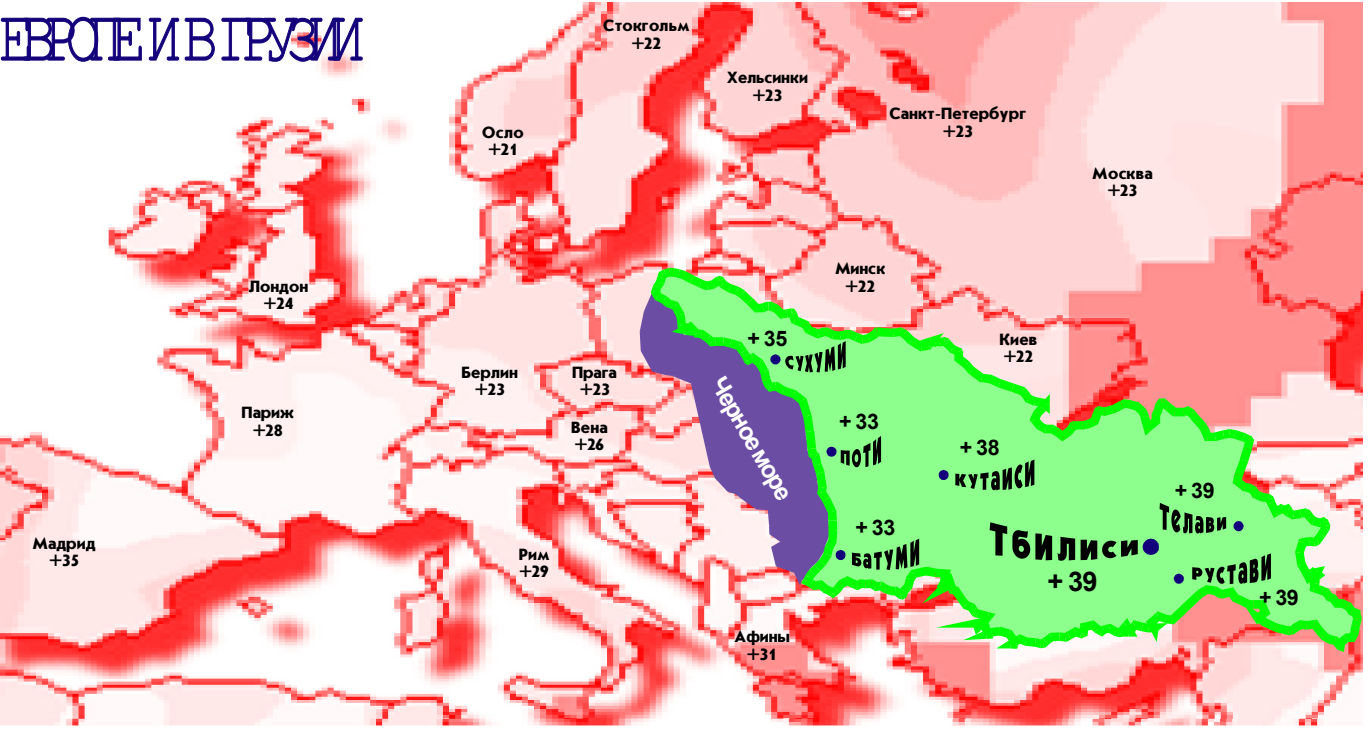 ЕВРОПЕ И В ГРУЗИИ
Стокгольм
+22
Хельсинки
+23
Осло
+21
Санкт-Петербург
+23
Москва
+23
Лондон
+24
Минск
+22
Киев
+22
Берлин
+23
Прага
+23
Париж
+28
Вена
+26
Мадрид
+35
Рим
+29
Афины
+31
Черное море
+ 35
СУХУМИ
+ 33
ПОТИ
+ 38
КУТАИСИ
+ 33
БАТУМИ
+ 39
Телави
Тбилиси
+ 39
РУСТАВИ
+ 39